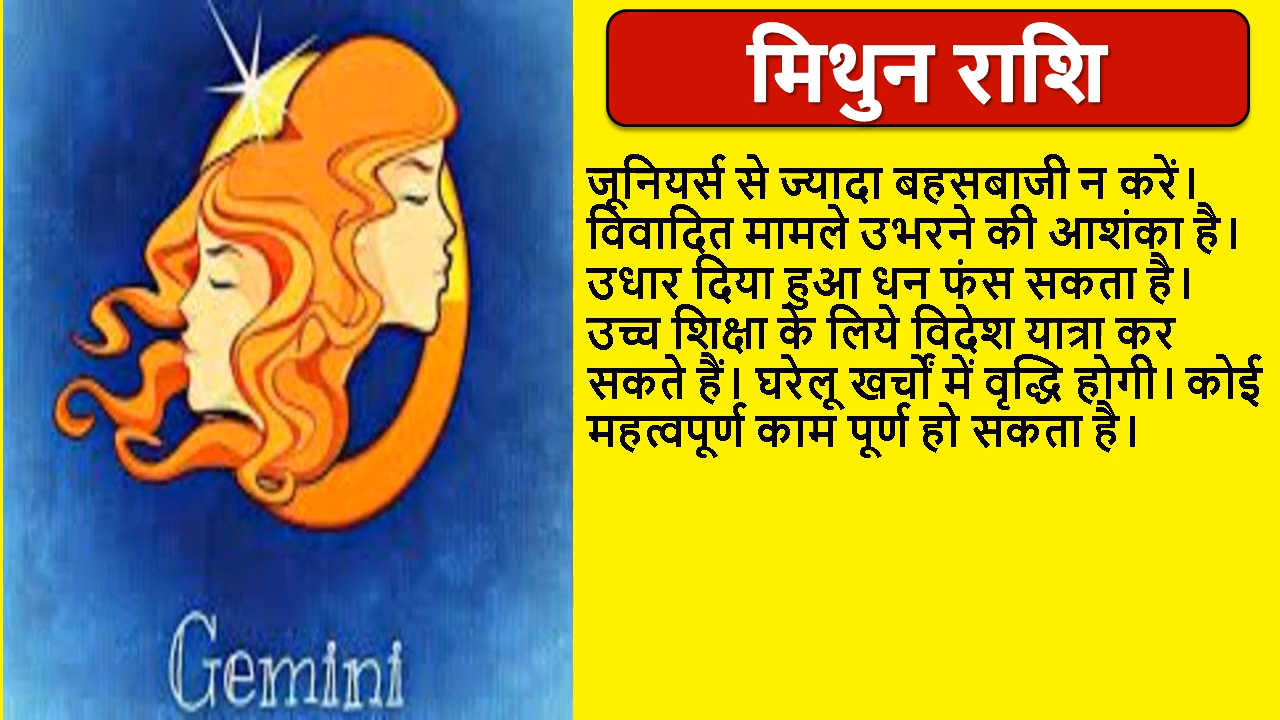 मिथुन राशि
जूनियर्स से ज्यादा बहसबाजी न करें।
विवादित मामले उभरने की आशंका है।
उधार दिया हुआ धन फंस सकता है।
उच्च शिक्षा के लिये विदेश यात्रा कर
सकते हैं। घरेलू खर्चों में वृद्धि होगी। कोई
महत्वपूर्ण काम पूर्ण हो सकता है।
Gemini